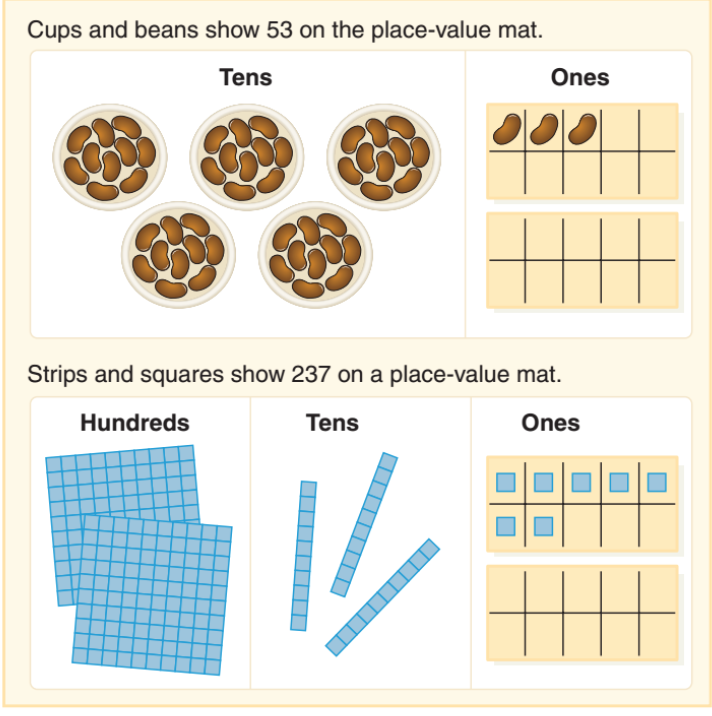 Cups and beans show 53 on the place-value mat.
Tens Ones
Strips and squares show 237 on a place-value mat.
Hundreds Tens Ones